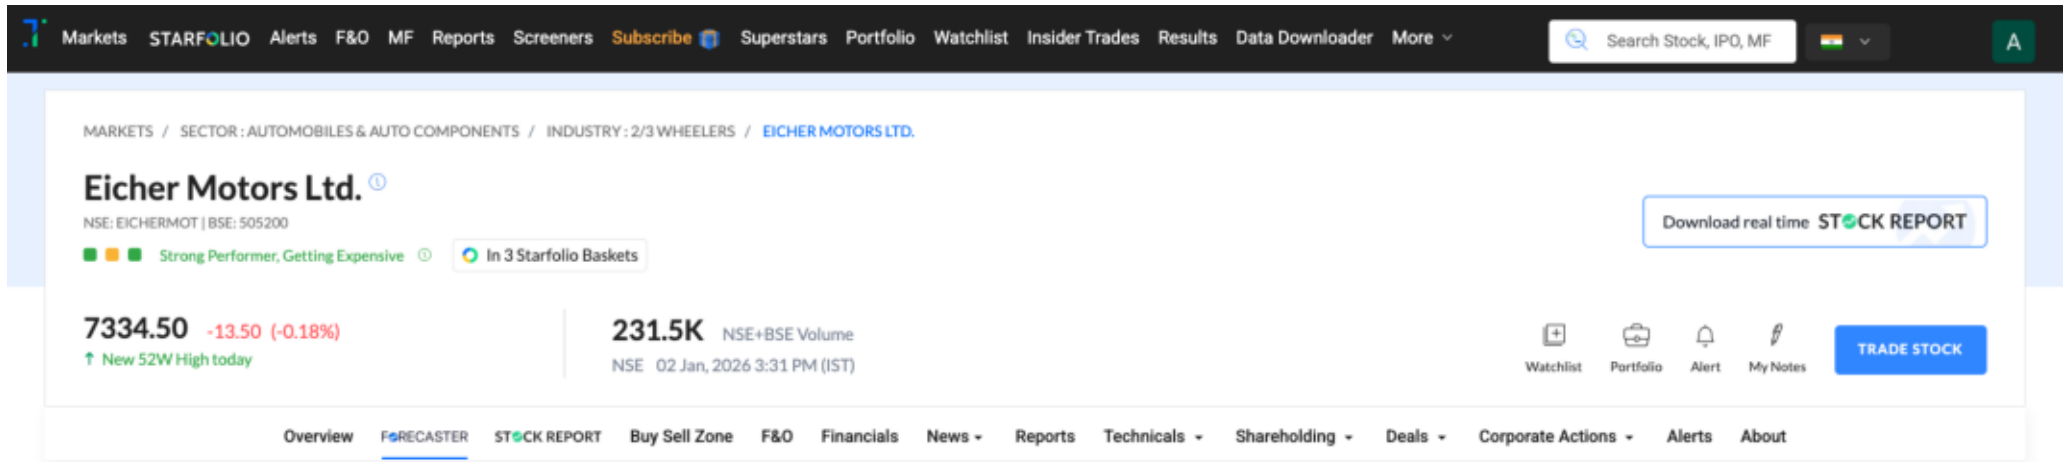 Markets STARFOLIO Alerts F&O MF Reports Screeners Subscribe Superstars Portfolio Watchlist Insider Trades Results Data Downloader More Search Stock, IPO, MF A
MARKETS / SECTOR : AUTOMOBILES & AUTO COMPONENTS / INDUSTRY : 2/3 WHEELERS / EICHER MOTORS LTD.
Eicher Motors Ltd.
NSE: EICHERMOT | BSE: 505200
Download real time STOCK REPORT
Strong Performer, Getting Expensive In 3 Starfolio Baskets
7334.50 -13.50 (-0.18%) 231.5K NSE+BSE Volume
↑ New 52W High today NSE 02 Jan, 2026 3:31 PM (IST)
Watchlist Portfolio Alert My Notes TRADE STOCK
Overview FORECASTER STOCK REPORT Buy Sell Zone F&O Financials News Reports Technicals Shareholding Deals Corporate Actions Alerts About